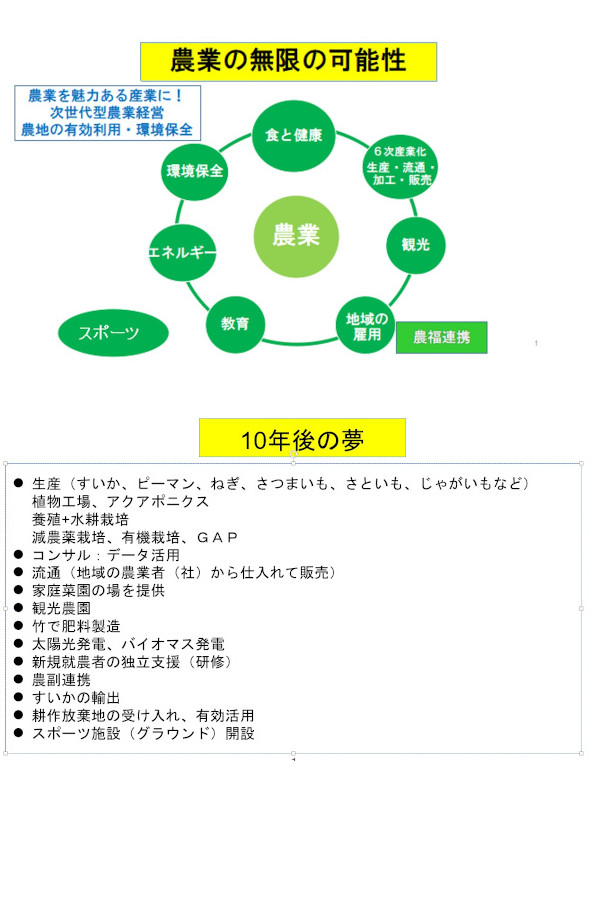 農業の無限の可能性
農業を魅力ある産業に！
次世代型農業経営
農地の有効利用・環境保全
食と健康
６次産業化
生産・流通・
加工・販売
観光
地域の
雇用
農福連携
教育
エネルギー
環境保全
農業
スポーツ
1
10年後の夢
● 生産（すいか、ピーマン、ねぎ、さつまいも、さといも、じゃがいもなど）
植物工場、アクアポニクス
養殖+水耕栽培
減農薬栽培、有機栽培、ＧＡＰ
● コンサル：データ活用
● 流通（地域の農業者（社）から仕入れて販売）
● 家庭菜園の場を提供
● 観光農園
● 竹で肥料製造
● 太陽光発電、バイオマス発電
● 新規就農者の独立支援（研修）
● 農副連携
● すいかの輸出
● 耕作放棄地の受け入れ、有効活用
● スポーツ施設（グラウンド）開設